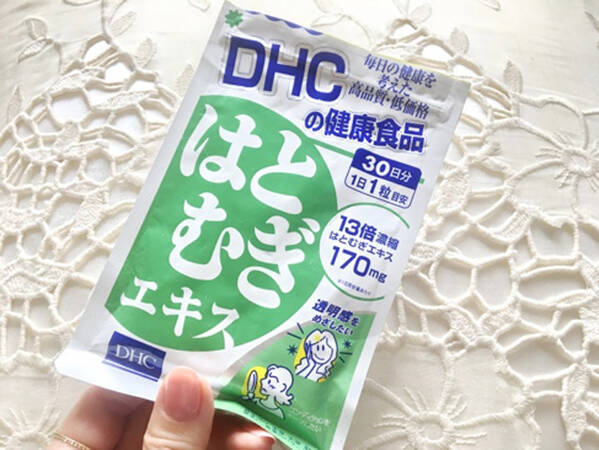 DHC
毎日の健康を
考えた
高品質・低価格
の健康食品
30日分
1日1粒目安
はと
むぎ
エキス
13倍濃縮
はとむぎエキス
170mg
透明感を
めざしたい
DHC